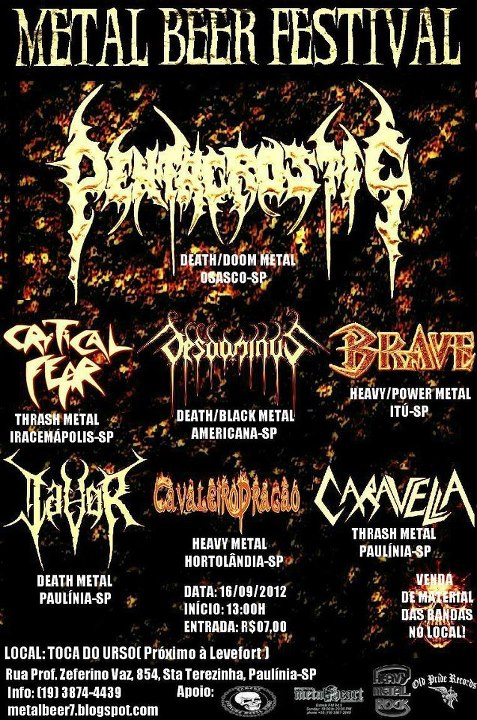 METAL BEER FESTIVAL
PENTACROSTIC
DEATH/DOOM METAL
OSASCO-SP
CRITICAL FEAR
THRASH METAL
IRACEMÁPOLIS-SP
DESDOMINUS
DEATH/BLACK METAL
AMERICANA-SP
BRAVE
HEAVY/POWER METAL
ITÚ-SP
JAVOR
DEATH METAL
PAULÍNIA-SP
CAVALEIRO DRAGÃO
HEAVY METAL
HORTOLÂNDIA-SP
CARAVELLA
THRASH METAL
PAULÍNIA-SP
DATA: 16/09/2012
INÍCIO: 13:00H
ENTRADA: R$07,00
VENDA
DE MATERIAL
DAS BANDAS
NO LOCAL!
LOCAL: TOCA DO URSO( Próximo à Levefort )
Rua Prof. Zeferino Vaz, 854, Sta Terezinha, Paulínia-SP
Info: (19) 3874-4439
Apoio:
metalbeer7.blogspot.com
metal heart
HEAVY
METAL
ROCK
Old Pride Records